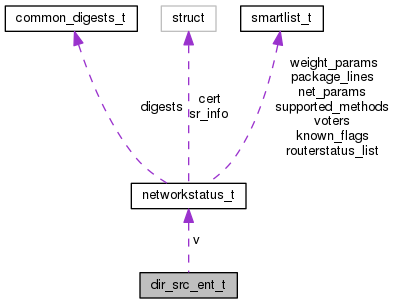 common_digests_t
struct
smartlist_t
weight_params
package_lines
net_params
supported_methods
voters
known_flags
routerstatus_list
digests
cert
sr_info
networkstatus_t
v
dir_src_ent_t